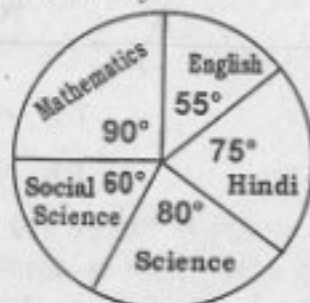 Mathematics
90°
English
55°
75°
Hindi
Social 60°
Science
80°
Science